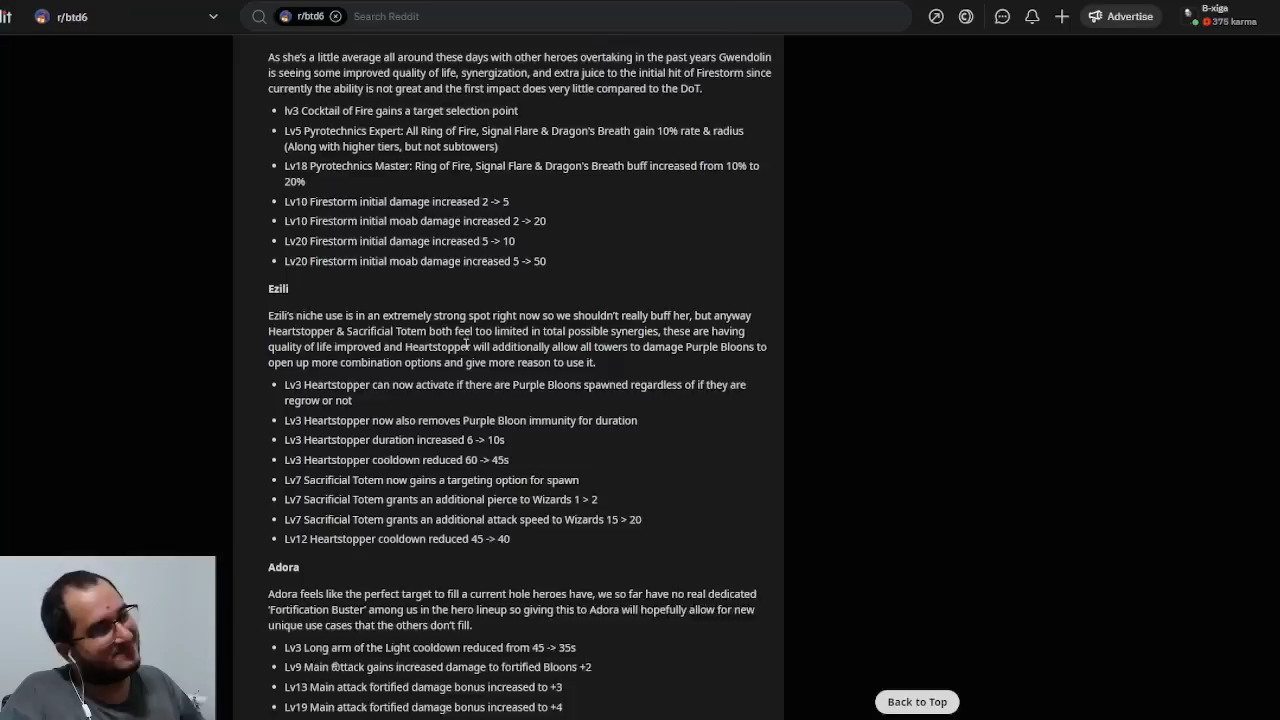 it
r/btd6
r/btd6
Search Reddit
Advertise
B-xiga
375 karma
As she's a little average all around these days with other heroes overtaking in the past years Gwendolin
is seeing some improved quality of life, synergization, and extra juice to the initial hit of Firestorm since
currently the ability is not great and the first impact does very little compared to the DoT.
• lv3 Cocktail of Fire gains a target selection point
• Lv5 Pyrotechnics Expert: All Ring of Fire, Signal Flare & Dragon's Breath gain 10% rate & radius
(Along with higher tiers, but not subtowers)
• Lv18 Pyrotechnics Master: Ring of Fire, Signal Flare & Dragon's Breath buff increased from 10% to
20%
• Lv10 Firestorm initial damage increased 2 -> 5
• Lv10 Firestorm initial moab damage increased 2 -> 20
• Lv20 Firestorm initial damage increased 5 -> 10
• Lv20 Firestorm initial moab damage increased 5 -> 50
Ezili
Ezili's niche use is in an extremely strong spot right now so we shouldn't really buff her, but anyway
Heartstopper & Sacrificial Totem both feel too limited in total possible synergies, these are having
quality of life improved and Heartstopper will additionally allow all towers to damage Purple Bloons to
open up more combination options and give more reason to use it.
• Lv3 Heartstopper can now activate if there are Purple Bloons spawned regardless of if they are
regrow or not
• Lv3 Heartstopper now also removes Purple Bloon immunity for duration
• Lv3 Heartstopper duration increased 6 -> 10s
• Lv3 Heartstopper cooldown reduced 60 -> 45s
• Lv7 Sacrificial Totem now gains a targeting option for spawn
• Lv7 Sacrificial Totem grants an additional pierce to Wizards 1 > 2
• Lv7 Sacrificial Totem grants an additional attack speed to Wizards 15 > 20
• Lv12 Heartstopper cooldown reduced 45 -> 40
Adora
Adora feels like the perfect target to fill a current hole heroes have, we so far have no real dedicated
'Fortification Buster' among us in the hero lineup so giving this to Adora will hopefully allow for new
unique use cases that the others don't fill.
• Lv3 Long arm of the Light cooldown reduced from 45 -> 35s
• Lv9 Main attack gains increased damage to fortified Bloons +2
• Lv13 Main attack fortified damage bonus increased to +3
• Lv19 Main attack fortified damage bonus increased to +4
Back to Top